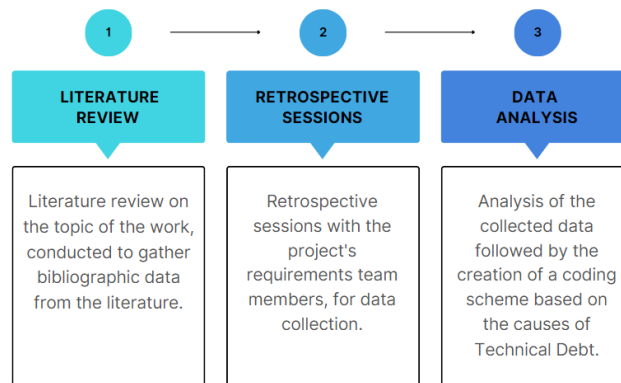 1
2
3
LITERATURE
REVIEW
RETROSPECTIVE
SESSIONS
DATA
ANALYSIS
Literature review on
the topic of the work,
conducted to gather
bibliographic data
from the literature.
Retrospective
sessions with the
project's
requirements team
members, for data
collection.
Analysis of the
collected data
followed by the
creation of a coding
scheme based on
the causes of
Technical Debt.